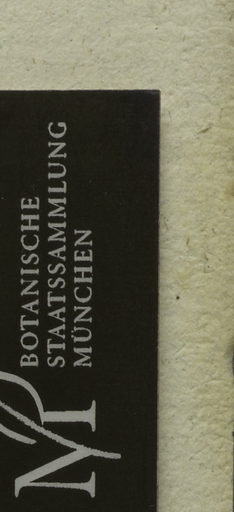 BOTANISCHE
STAATSSAMMLUNG
MÜNCHEN
M